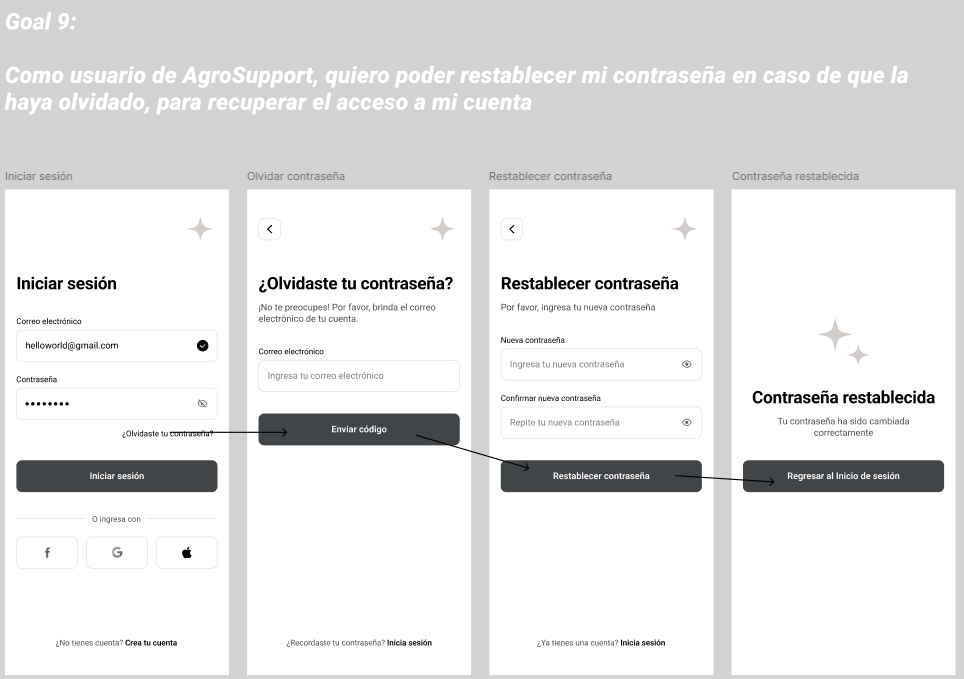 Goal 9:
Como usuario de AgroSupport, quiero poder restablecer mi contraseña en caso de que la
haya olvidado, para recuperar el acceso a mi cuenta
Iniciar sesión
Iniciar sesión
Correo electrónico
helloworld@gmail.com
Contraseña
¿Olvidaste tu contraseña?
Iniciar sesión
O ingresa con
¿No tienes cuenta? Crea tu cuenta
Olvidar contraseña
¿Olvidaste tu contraseña?
¡No te preocupes! Por favor, brinda el correo
electrónico de tu cuenta.
Correo electrónico
Ingresa tu correo electrónico
Enviar código
¿Recordaste tu contraseña? Inicia sesión
Restablecer contraseña
Restablecer contraseña
Por favor, ingresa tu nueva contraseña
Nueva contraseña
Ingresa tu nueva contraseña
Confirmar nueva contraseña
Repite tu nueva contraseña
Restablecer contraseña
¿Ya tienes una cuenta? Inicia sesión
Contraseña restablecida
Contraseña restablecida
Tu contraseña ha sido cambiada
correctamente
Regresar al Inicio de sesión